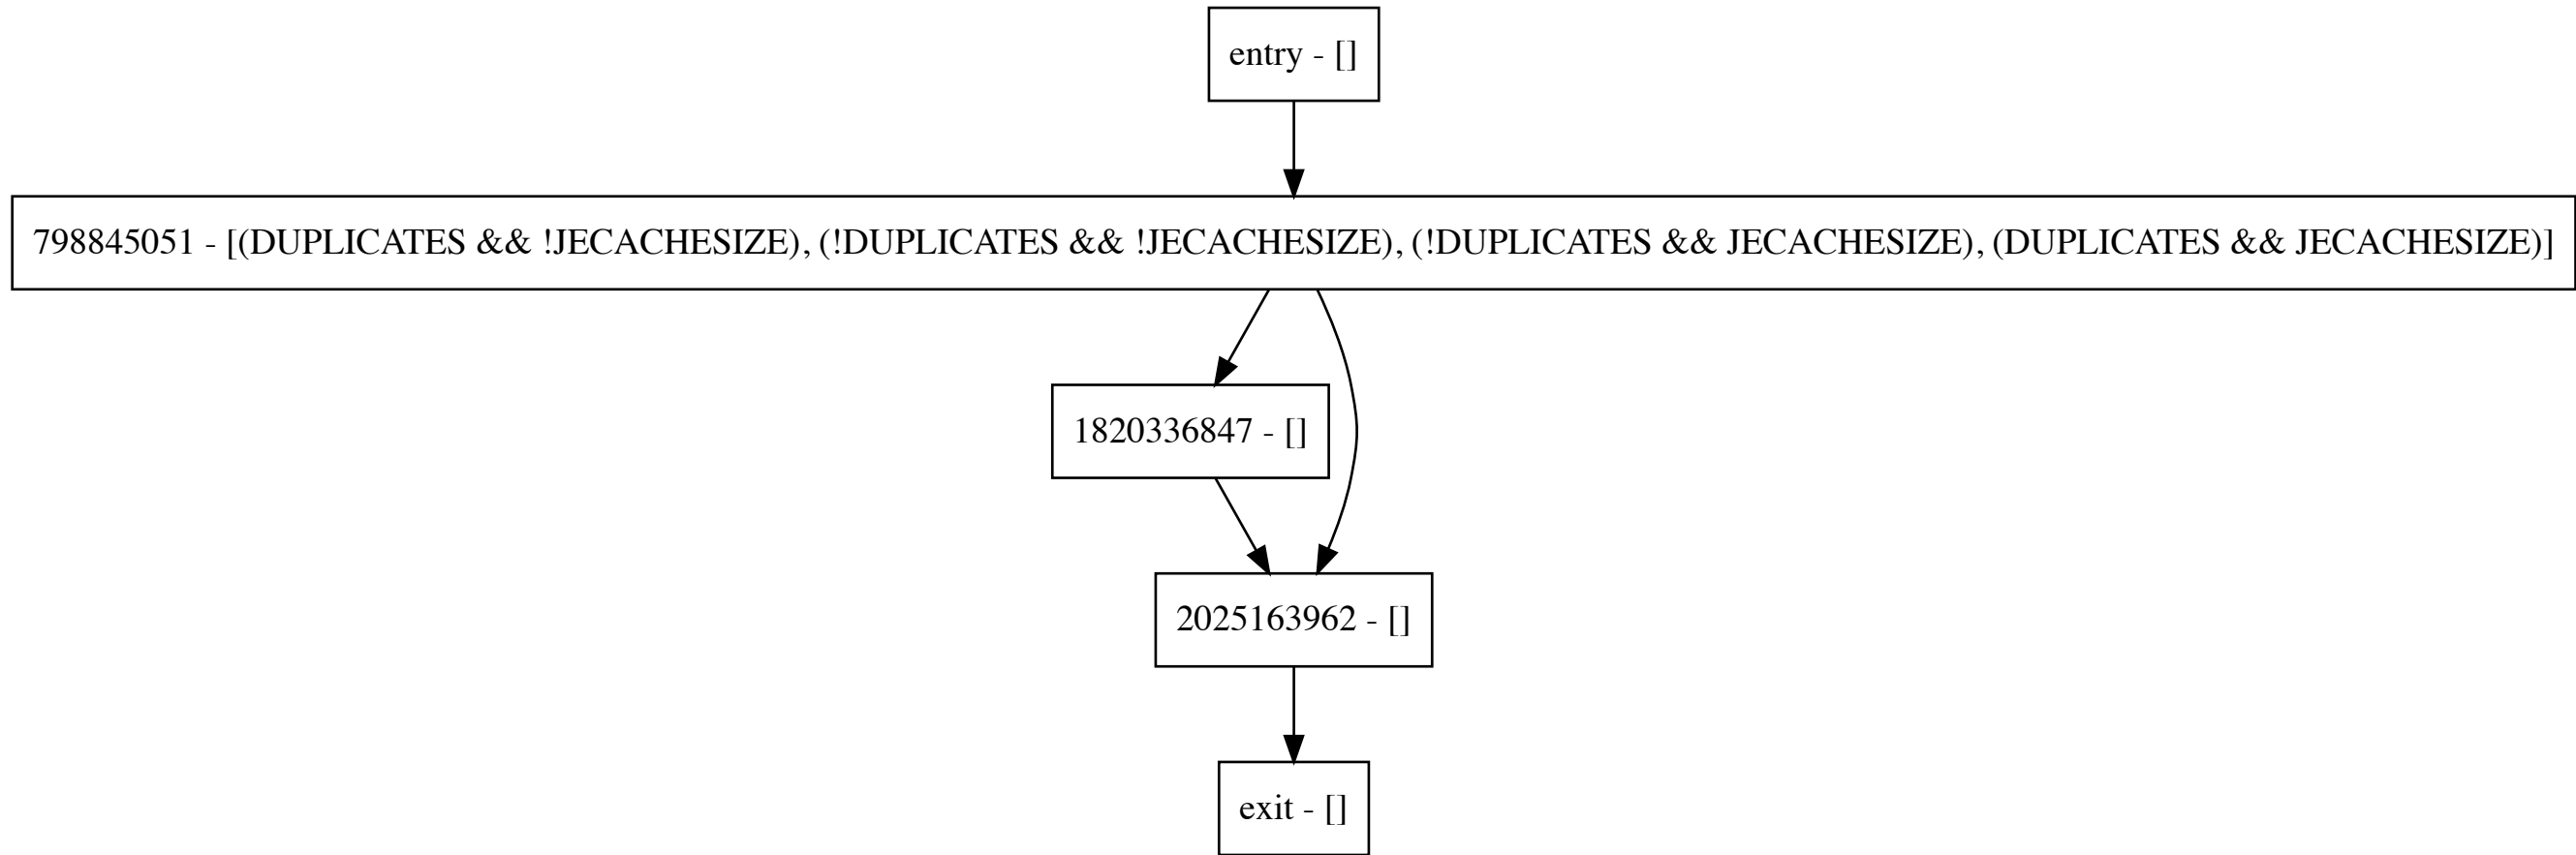 entry - []
798845051 - [(DUPLICATES && !JECACHESIZE), (!DUPLICATES && !JECACHESIZE), (!DUPLICATES && JECACHESIZE), (DUPLICATES && JECACHESIZE)]
1820336847 - []
2025163962 - []
exit - []